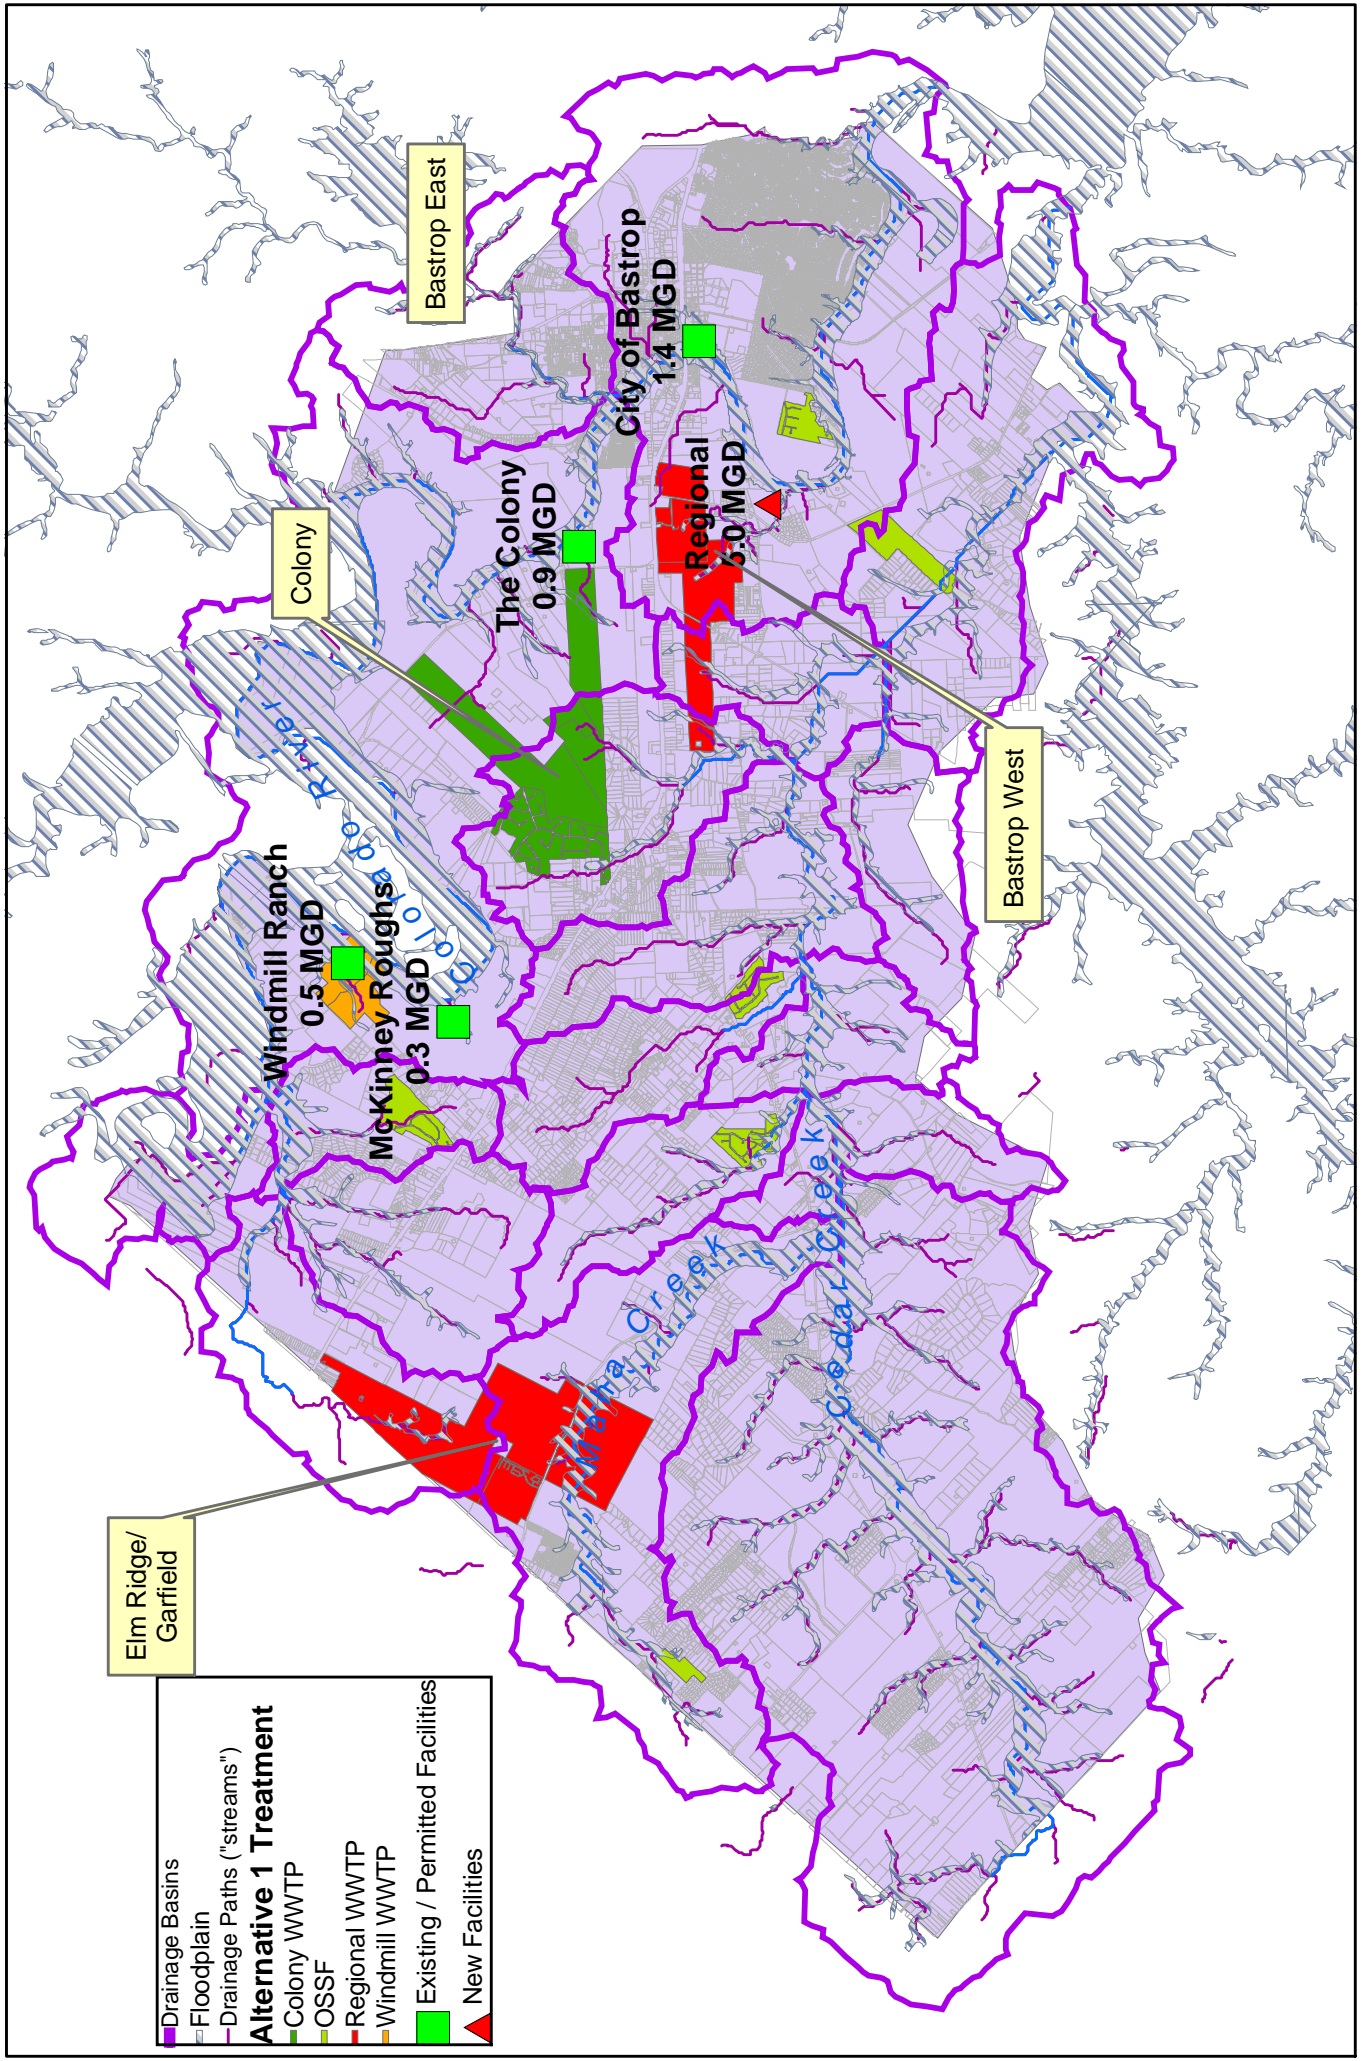 Drainage Basins
Floodplain
Drainage Paths ("streams")
Alternative 1 Treatment
Colony WWTP
OSSF
Regional WWTP
Windmill WWTP
Existing / Permitted Facilities
New Facilities
Elm Ridge/
Garfield
Windmill Ranch
0.5 MGD
McKinney Roughs
0.3 MGD
Colorado River
Colony
The Colony
0.9 MGD
Bastrop East
City of Bastrop
1.4 MGD
Regional
5.0 MGD
Bastrop West
Maha Creek
Cedar Creek